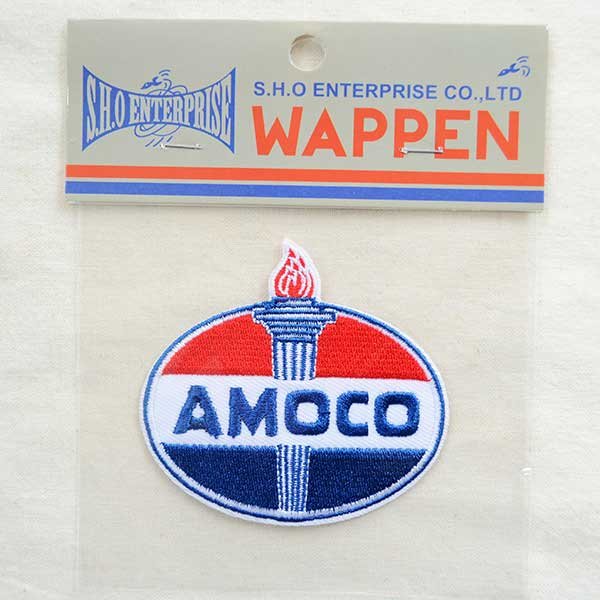 S.H.O ENTERPRISE
S.H.O ENTERPRISE CO.,LTD
WAPPEN
AMOCO